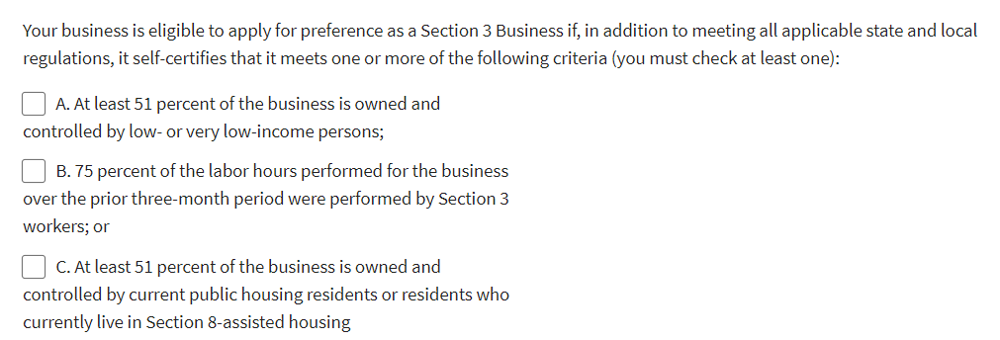 Your business is eligible to apply for preference as a Section 3 Business if, in addition to meeting all applicable state and local
regulations, it self-certifies that it meets one or more of the following criteria (you must check at least one):
A. At least 51 percent of the business is owned and
controlled by low- or very low-income persons;
B. 75 percent of the labor hours performed for the business
over the prior three-month period were performed by Section 3
workers; or
C. At least 51 percent of the business is owned and
controlled by current public housing residents or residents who
currently live in Section 8-assisted housing